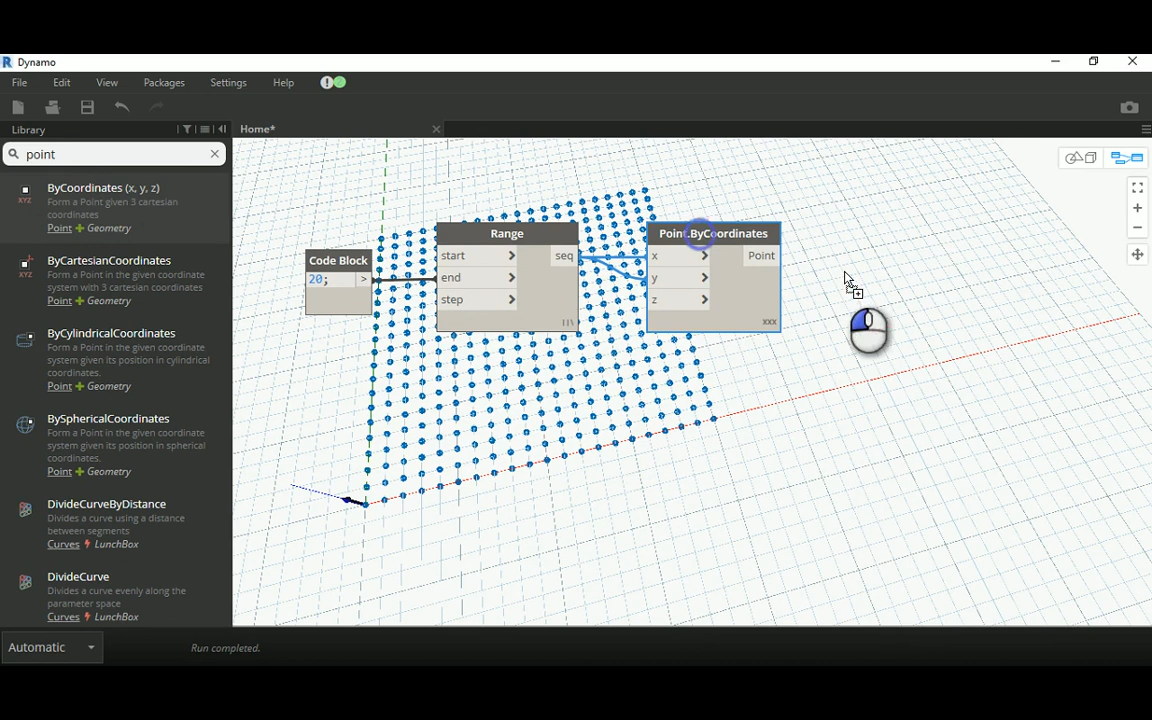 R Dynamo
File Edit View Packages Settings Help !
Library
Home*
point
ByCoordinates (x, y, z)
Form a Point given 3 cartesian
coordinates
Point + Geometry
ByCartesianCoordinates
Form a Point in the given coordinate
system with 3 cartesian coordinates
Point + Geometry
ByCylindricalCoordinates
Form a Point in the given coordinate
system given its position in cylindrical
coordinates.
Point + Geometry
BySphericalCoordinates
Form a Point in the given coordinate
system given its position in spherical
coordinates.
Point + Geometry
DivideCurveByDistance
Divides a curve using a distance
between segments
Curves LunchBox
DivideCurve
Divides a curve evenly along the
parameter space
Curves LunchBox
XYZ
XYZ
Code Block
20; >
Range
start > seq
end >
step >
Point.ByCoordinates
x > Point
y >
z >
xxx
Automatic
Run completed.